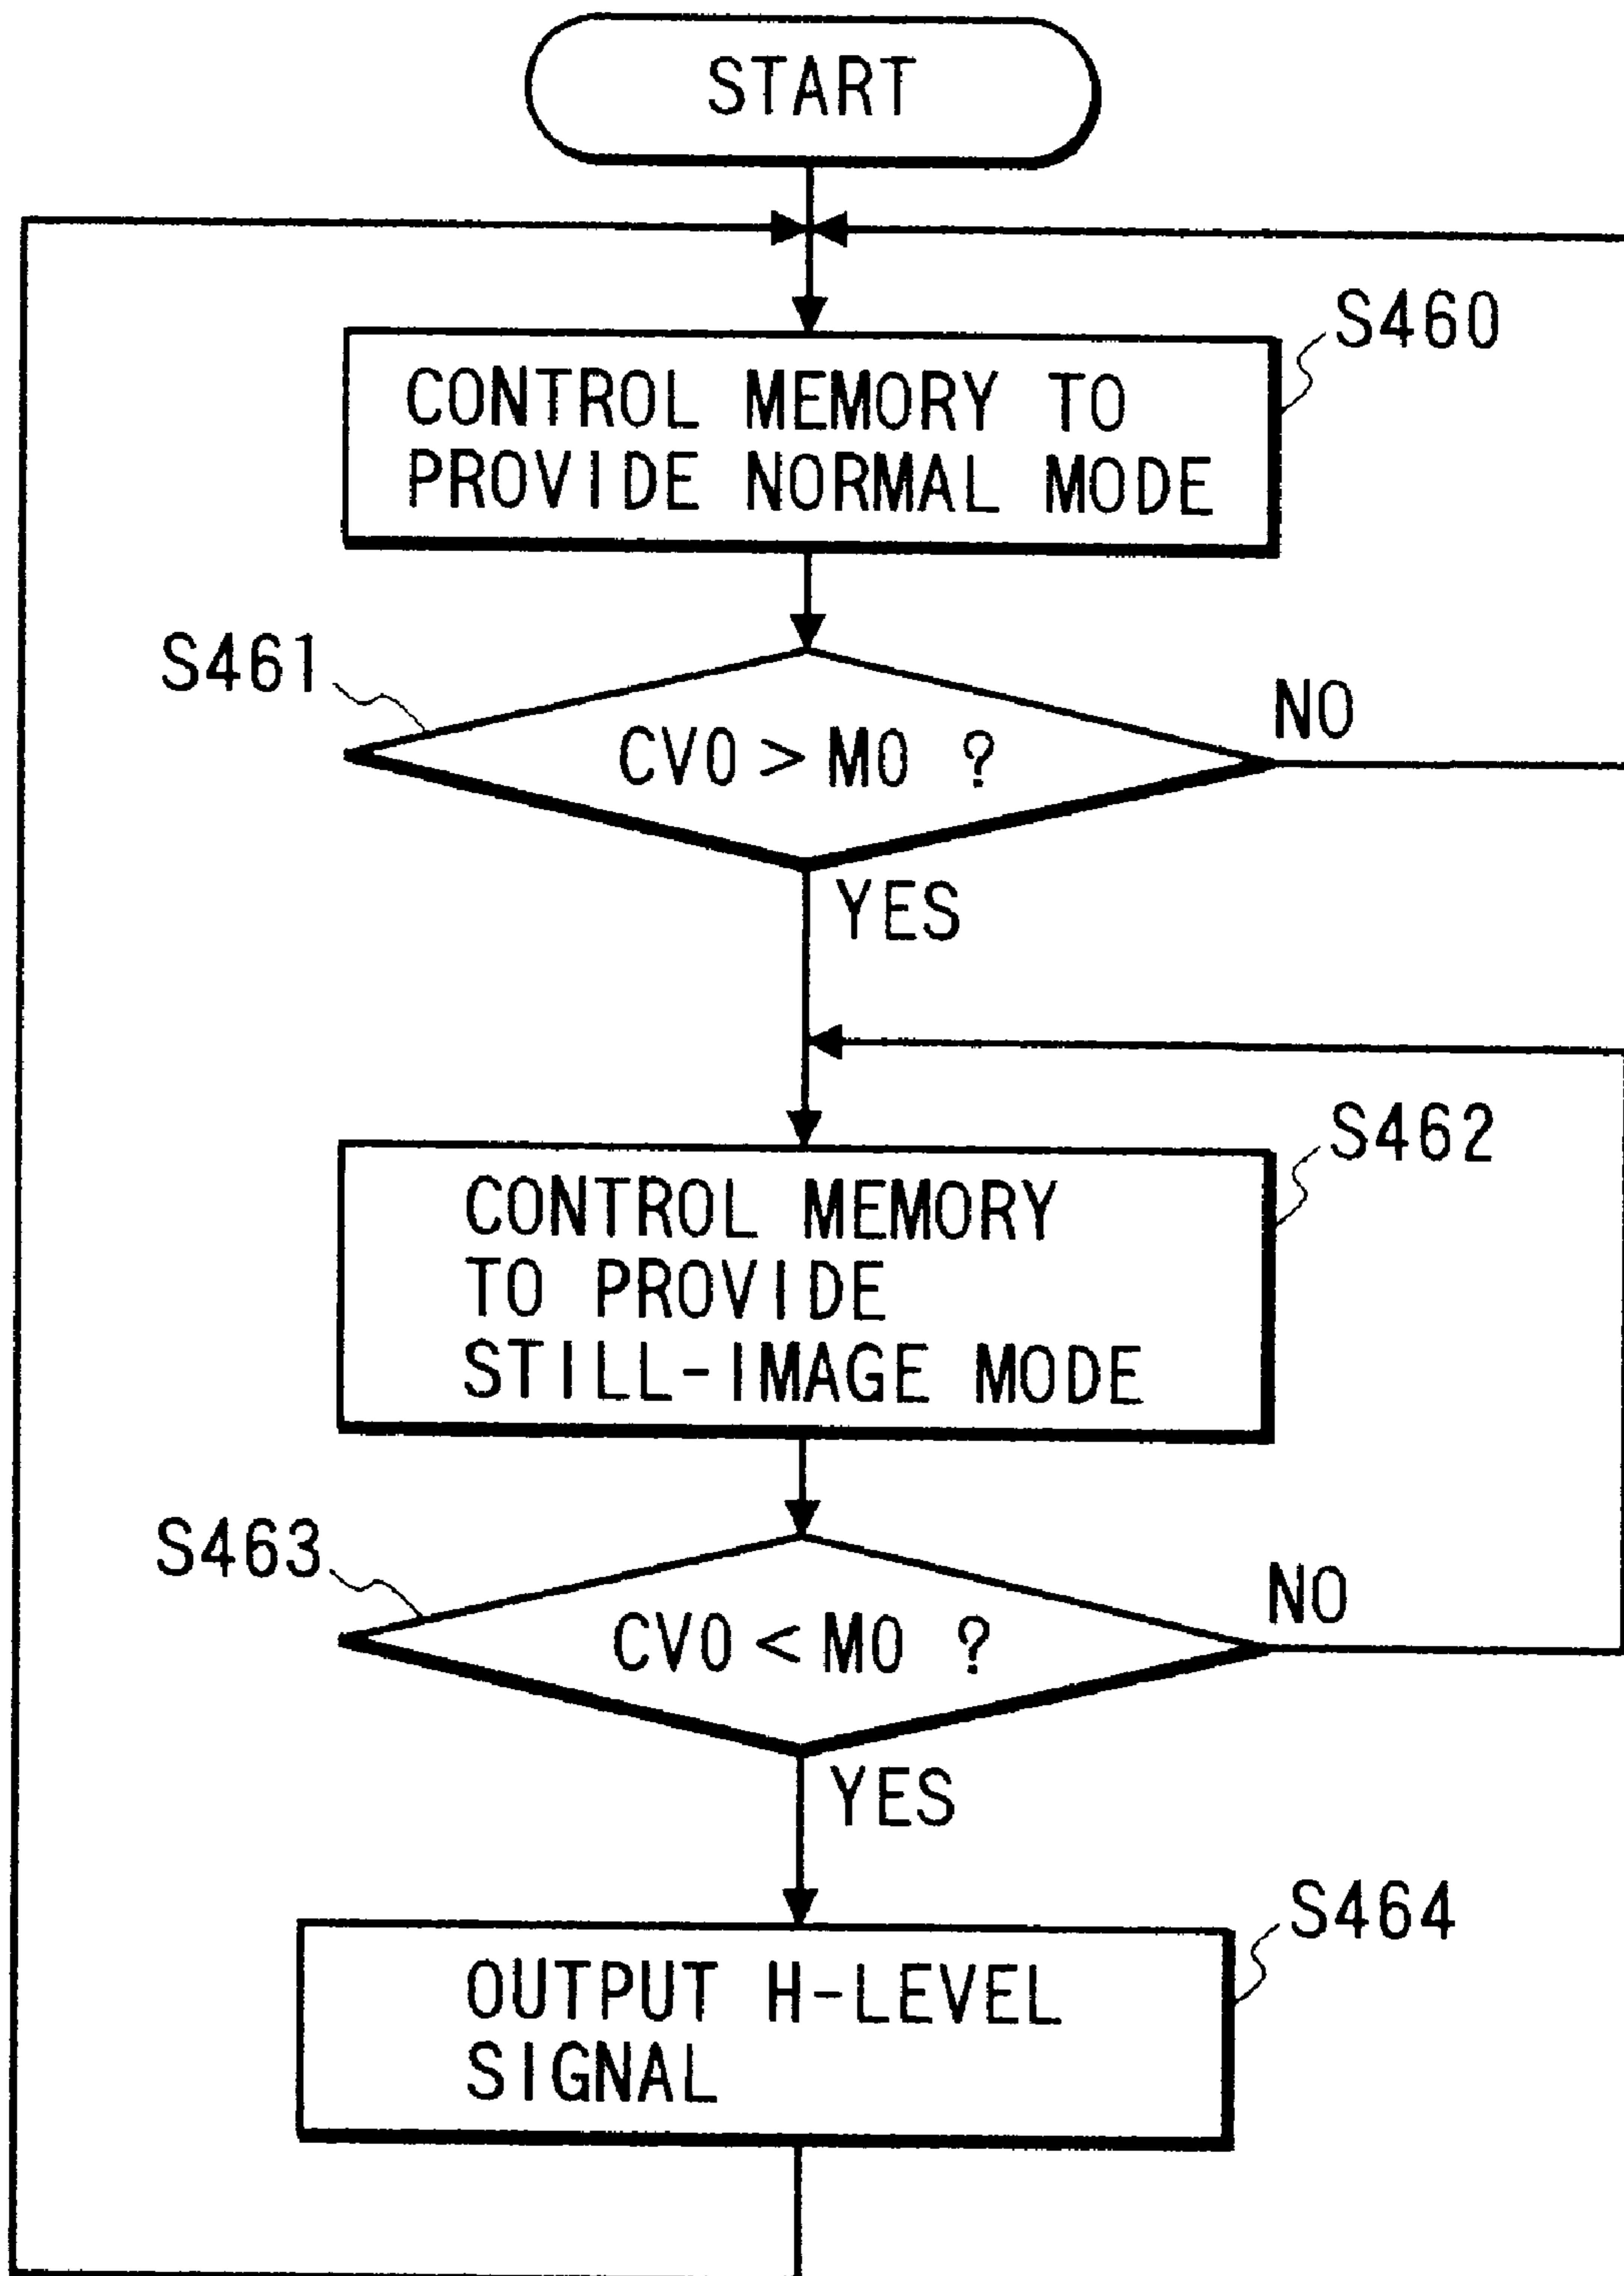 START
S460
CONTROL MEMORY TO
PROVIDE NORMAL MODE
S461
CV0 > M0 ?
NO
YES
S462
CONTROL MEMORY
TO PROVIDE
STILL-IMAGE MODE
S463
CV0 < M0 ?
NO
YES
S464
OUTPUT H-LEVEL
SIGNAL